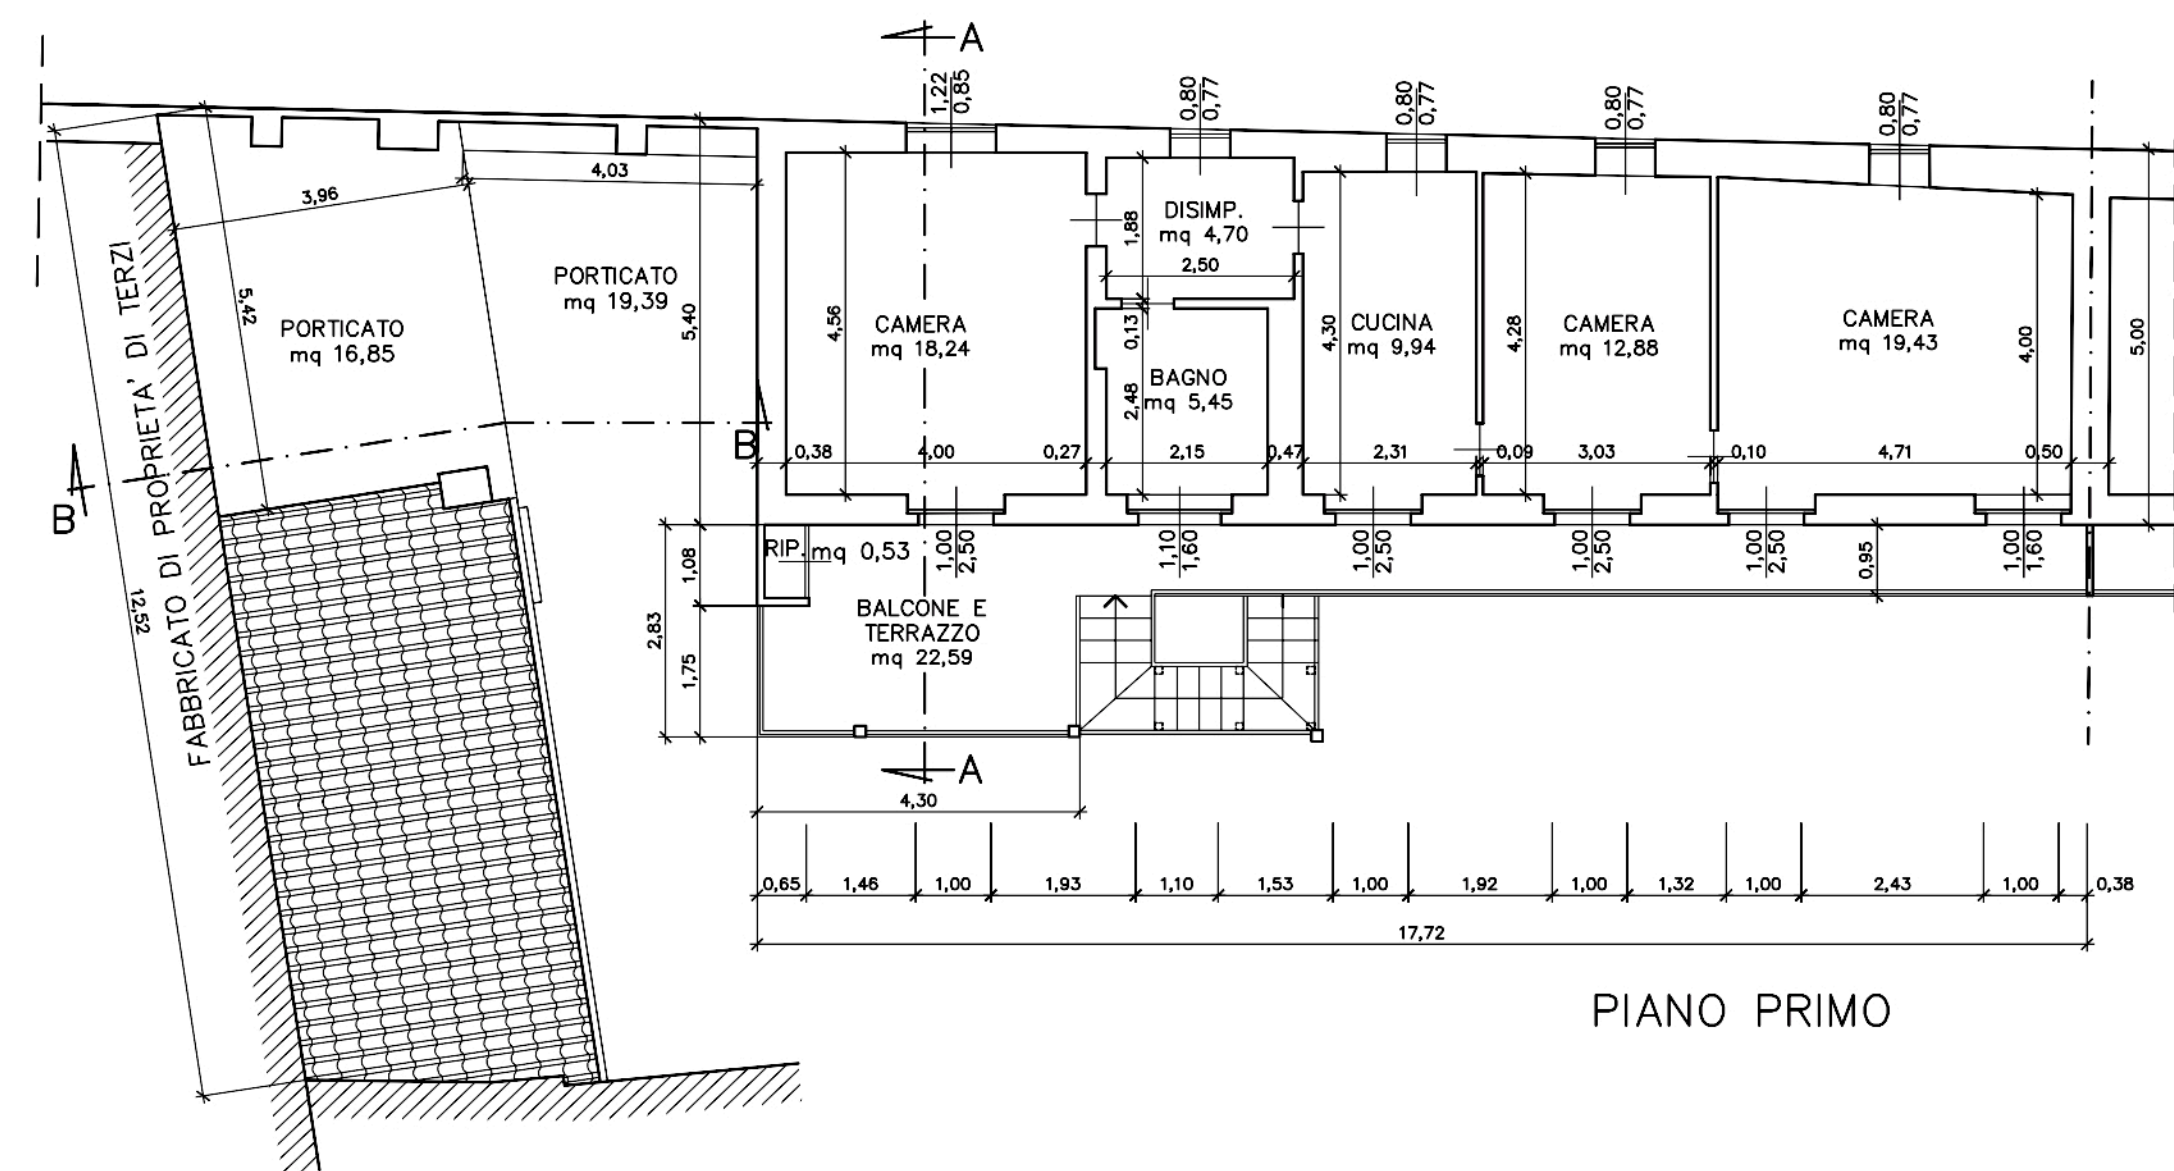 A
1,22
0,85
0,80
0,77
0,80
0,77
0,80
0,77
0,80
0,77
4,03
3,96
5,42
5,40
PORTICATO
mq 16,85
PORTICATO
mq 19,39
FABBRICATO DI PROPRIETA' DI TERZI
12,52
B
B
4,56
CAMERA
mq 18,24
1,88
DISIMP.
mq 4,70
2,50
0,13
2,48
BAGNO
mq 5,45
4,30
CUCINA
mq 9,94
4,28
CAMERA
mq 12,88
CAMERA
mq 19,43
4,00
5,00
0,38
4,00
0,27
2,15
0,47
2,31
0,09
3,03
0,10
4,71
0,50
RIP. mq 0,53
1,00
2,50
1,10
1,60
1,00
2,50
1,00
2,50
1,00
2,50
1,00
1,60
0,95
1,08
2,83
1,75
BALCONE E
TERRAZZO
mq 22,59
A
4,30
0,65
1,46
1,00
1,93
1,10
1,53
1,00
1,92
1,00
1,32
1,00
2,43
1,00
0,38
17,72
PIANO PRIMO